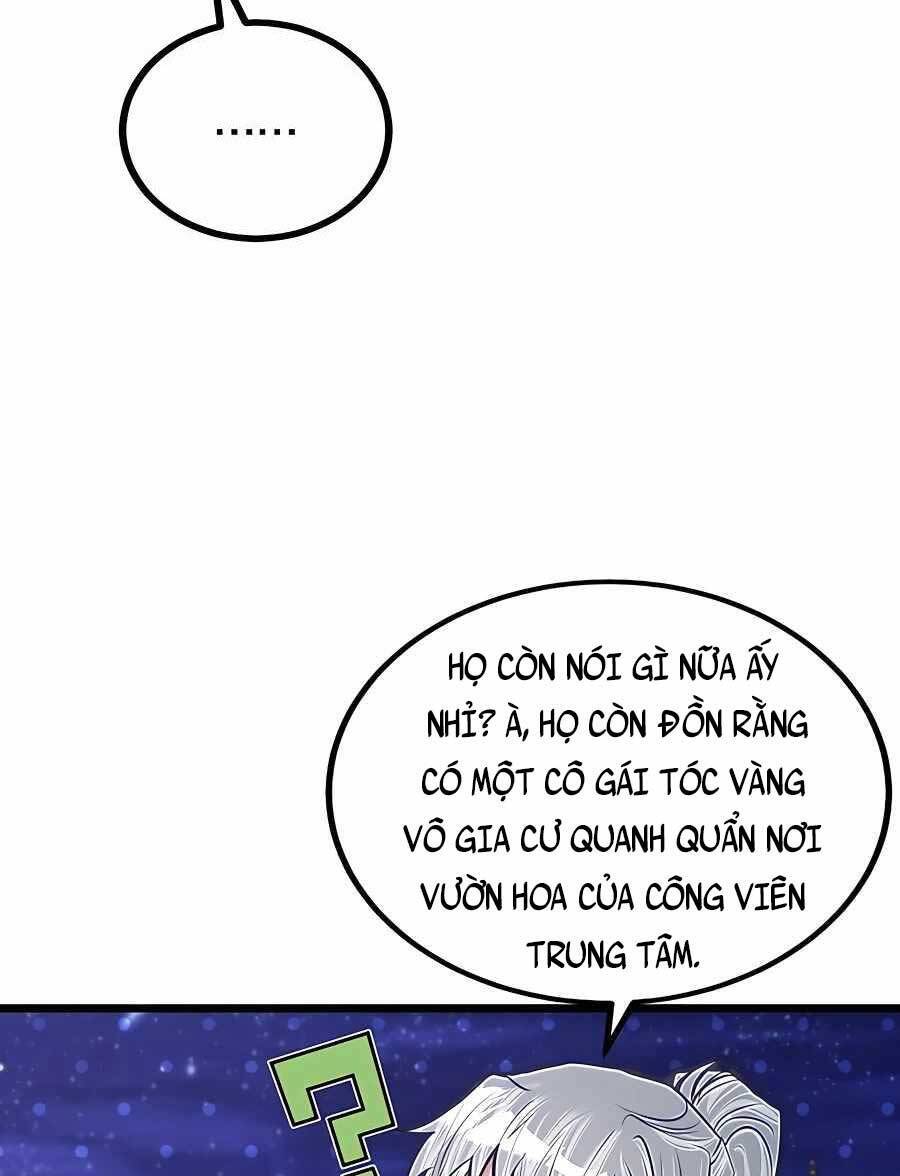 ......
HỌ CÒN NÓI GÌ NỮA ẤY
NHỈ? À, HỌ CÒN ĐỒN RẰNG
CÓ MỘT CÔ GÁI TÓC VÀNG
VÔ GIA CƯ QUANH QUẨN NƠI
VƯỜN HOA CỦA CÔNG VIÊN
TRUNG TÂM.
?